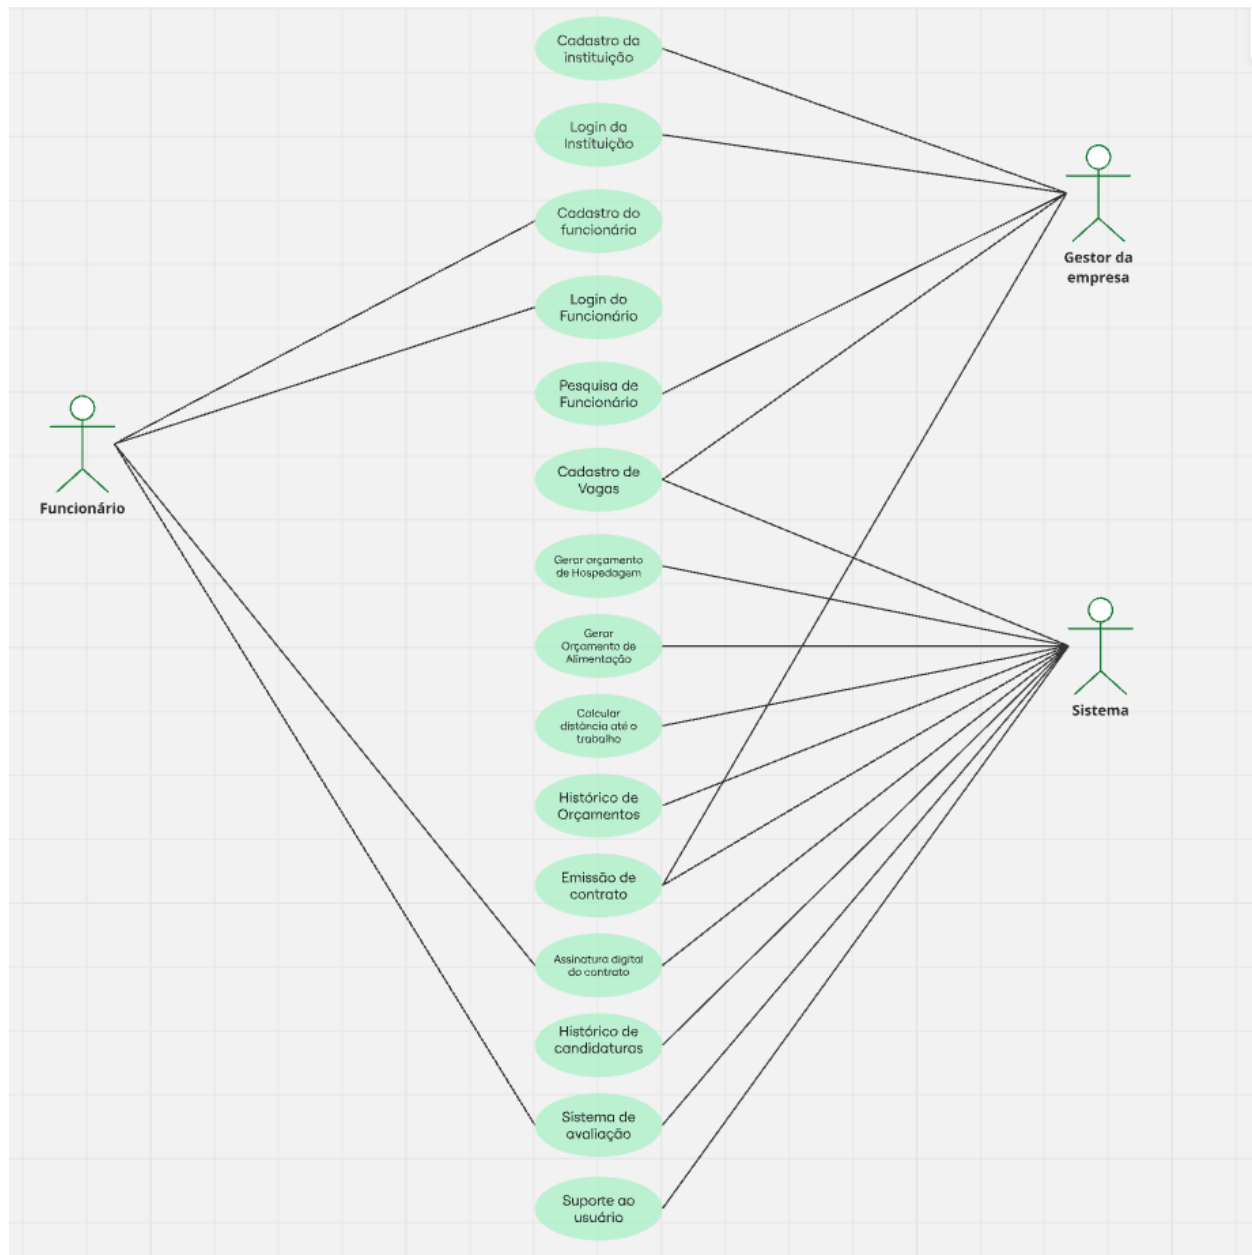 Cadastro da
instituição
Login da
Instituição
Cadastro do
funcionário
Login do
Funcionário
Pesquisa de
Funcionário
Cadastro de
Vagas
Gerar orçamento
de Hospedagem
Gerar
Orçamento de
Alimentação
Calcular
distância até o
trabalho
Histórico de
Orçamentos
Emissão de
contrato
Assinatura digital
do contrato
Histórico de
candidaturas
Sistema de
avaliação
Suporte ao
usuário
Funcionário
Gestor da
empresa
Sistema